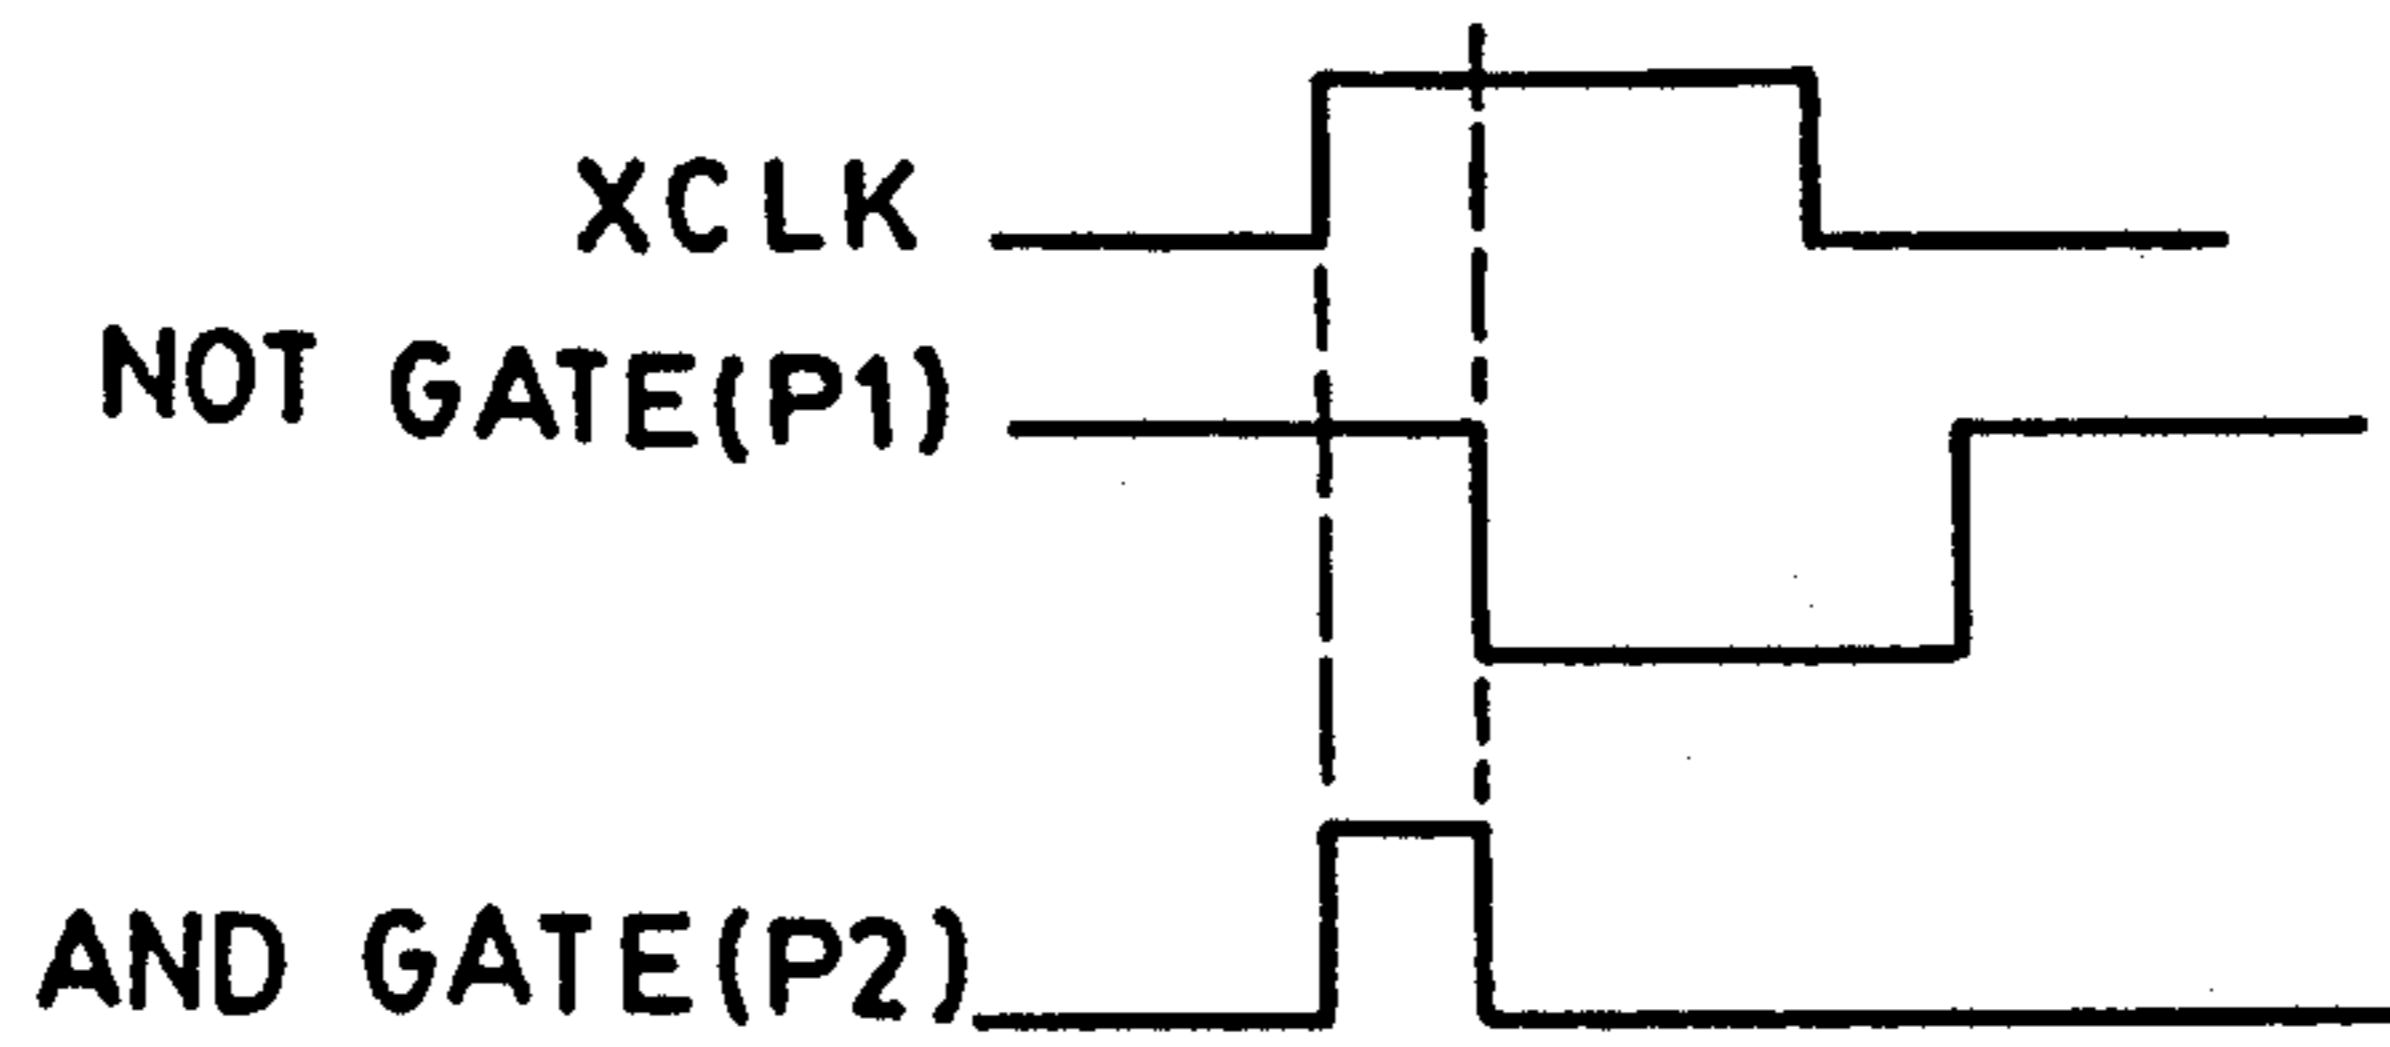 XCLK
NOT GATE(P1)
AND GATE(P2)